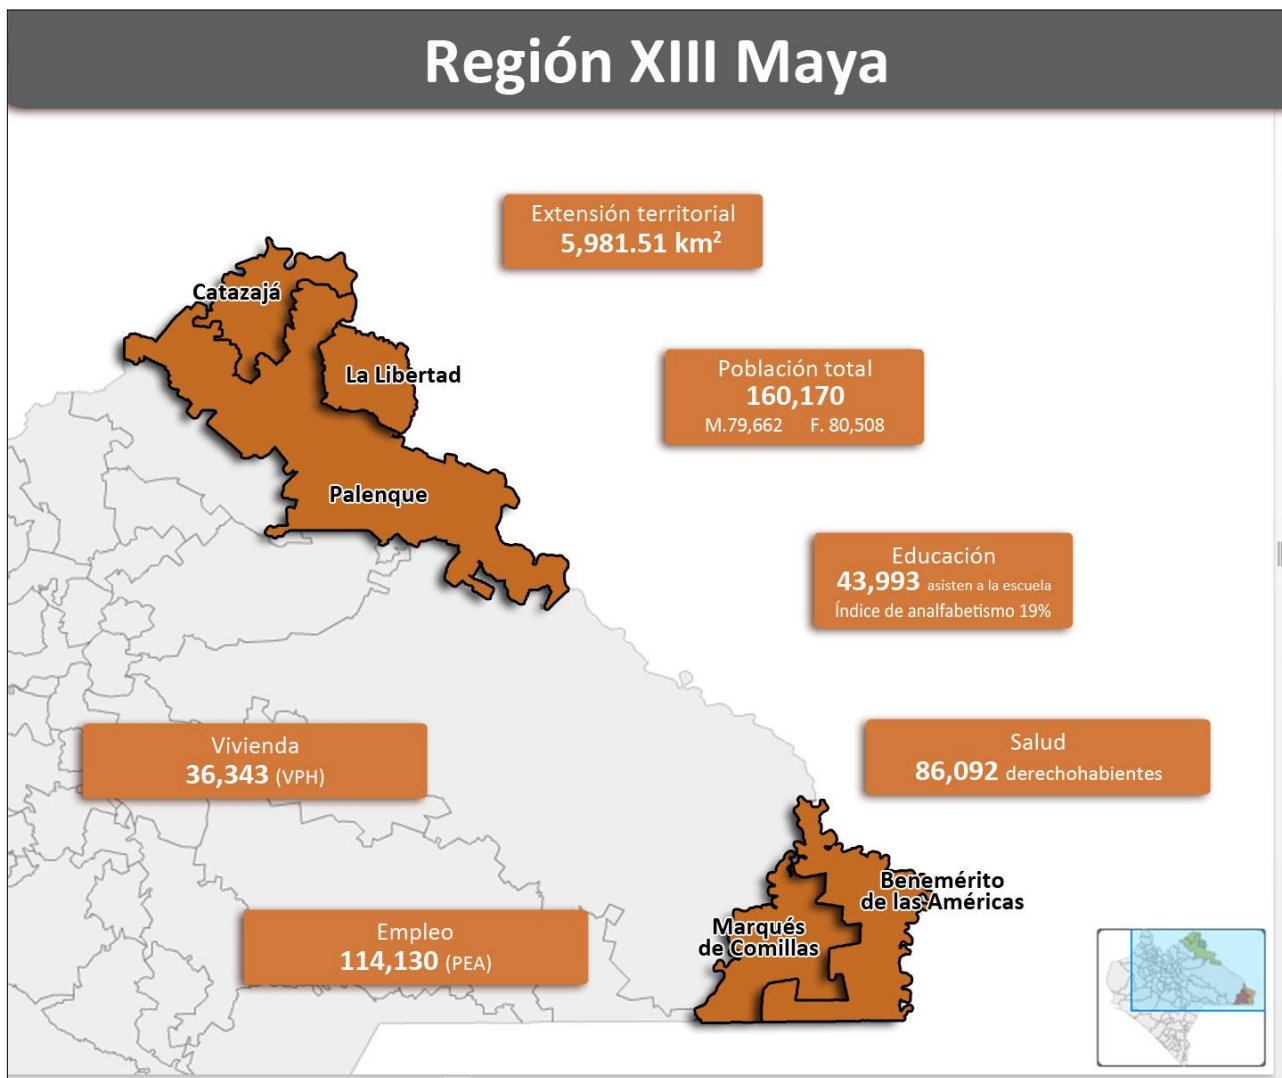 Región XIII Maya
Extensión territorial
5,981.51 km²
Catazajá
La Libertad
Población total
160,170
M.79,662 F. 80,508
Palenque
Educación
43,993 asisten a la escuela
Índice de analfabetismo 19%
Vivienda
36,343 (VPH)
Salud
86,092 derechohabientes
Benemérito
de las Américas
Marqués
de Comillas
Empleo
114,130 (PEA)